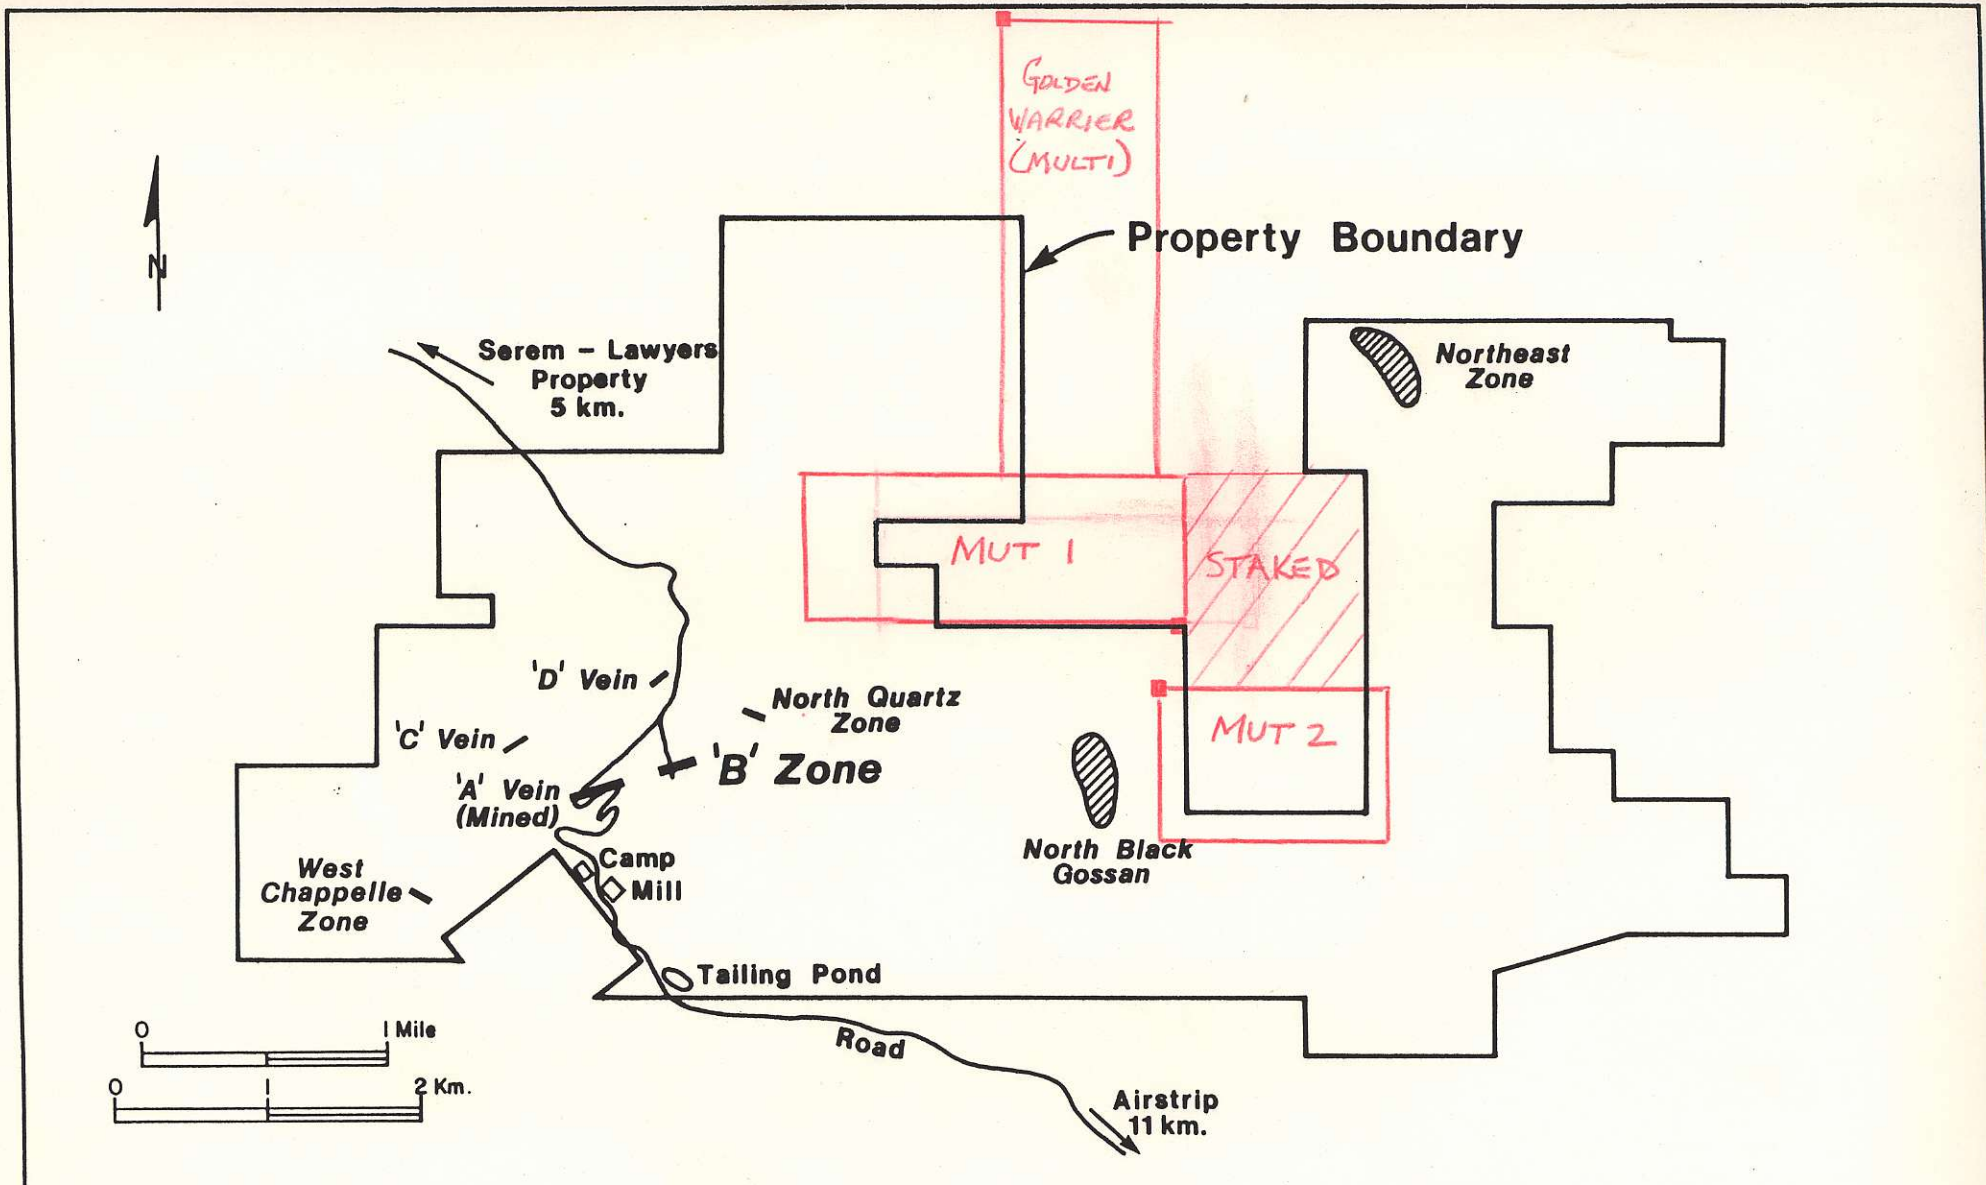 GOLDEN
WARRIER
(MULTI)
Property Boundary
N
Serem – Lawyers
Property
5 km.
Northeast
Zone
MUT 1
STAKED
'D' Vein
North Quartz
Zone
MUT 2
'C' Vein
'B' Zone
'A' Vein
(Mined)
North Black
Gossan
Camp
Mill
West
Chappelle
Zone
Tailing Pond
0 1 Mile
0 1 2 Km.
Road
Airstrip
11 km.